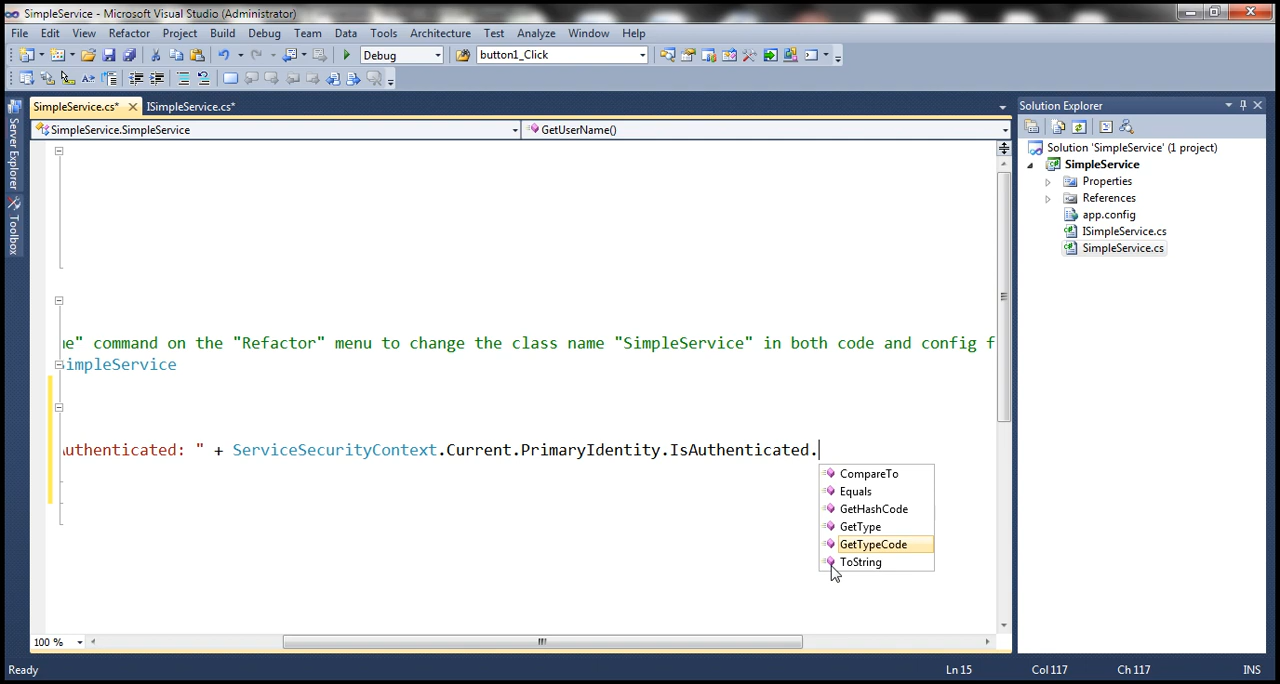 SimpleService - Microsoft Visual Studio (Administrator)
File Edit View Refactor Project Build Debug Team Data Tools Architecture Test Analyze Window Help
Debug button1_Click
SimpleService.cs* ISimpleService.cs*
SimpleService.SimpleService GetUserName()
Server Explorer
Toolbox
e" command on the "Refactor" menu to change the class name "SimpleService" in both code and config f
SimpleService
uthenticated: " + ServiceSecurityContext.Current.PrimaryIdentity.IsAuthenticated.
CompareTo
Equals
GetHashCode
GetType
GetTypeCode
ToString
100 %
Solution Explorer
Solution 'SimpleService' (1 project)
SimpleService
Properties
References
app.config
ISimpleService.cs
SimpleService.cs
Ready Ln 15 Col 117 Ch 117 INS